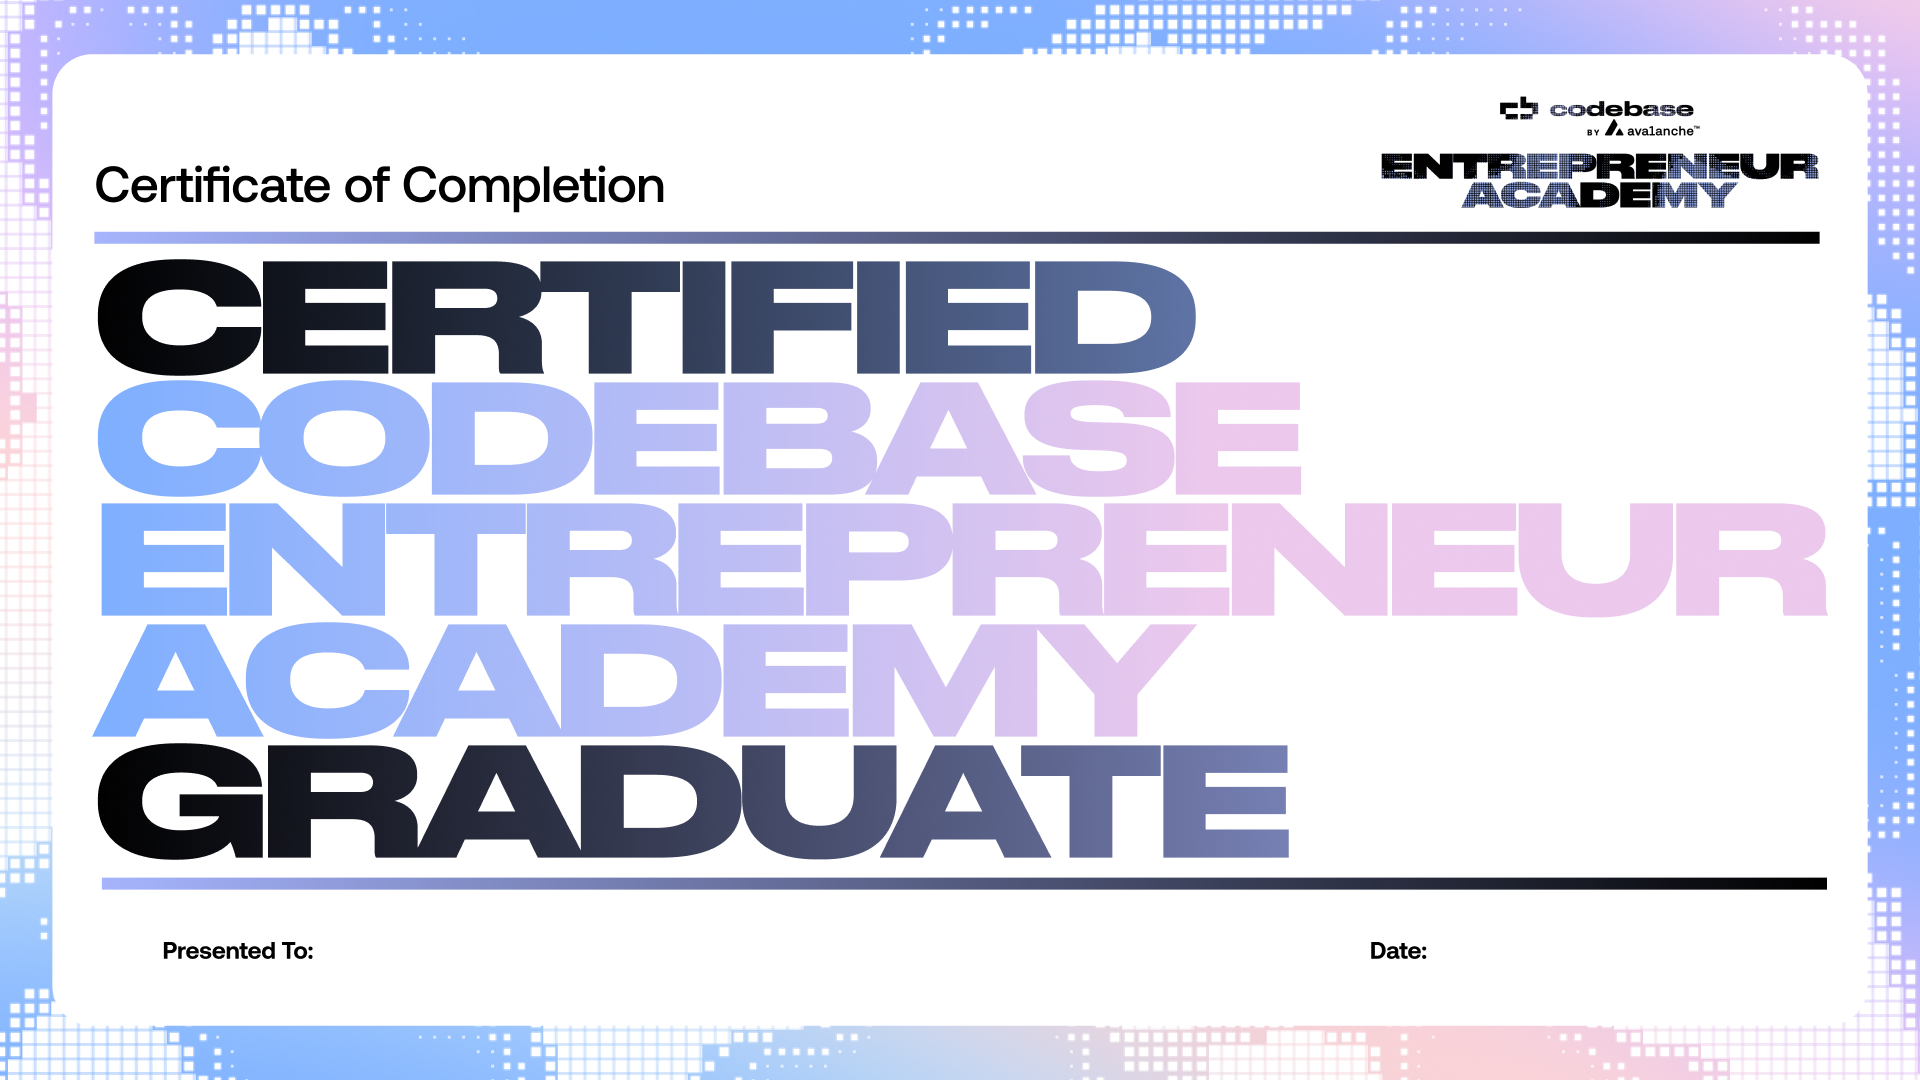 codebase
BY avalanche™
Certificate of Completion
ENTREPRENEUR
ACADEMY
CERTIFIED
CODEBASE
ENTREPRENEUR
ACADEMY
GRADUATE
Presented To:
Date: